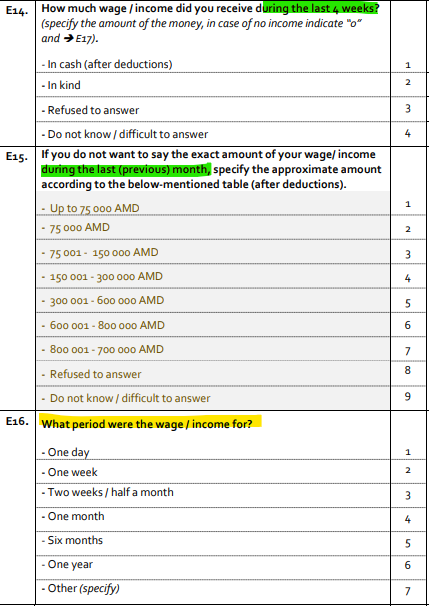 E14. How much wage / income did you receive during the last 4 weeks?
(specify the amount of the money, in case of no income indicate "0"
and → E17).
- In cash (after deductions) 1
- In kind 2
- Refused to answer 3
- Do not know / difficult to answer 4
E15. If you do not want to say the exact amount of your wage/ income
during the last (previous) month, specify the approximate amount
according to the below-mentioned table (after deductions).
- Up to 75 000 AMD 1
- 75 000 AMD 2
- 75 001 - 150 000 AMD 3
- 150 001 - 300 000 AMD 4
- 300 001 - 600 000 AMD 5
- 600 001 - 800 000 AMD 6
- 800 001 - 700 000 AMD 7
- Refused to answer 8
- Do not know / difficult to answer 9
E16. What period were the wage / income for?
- One day 1
- One week 2
- Two weeks / half a month 3
- One month 4
- Six months 5
- One year 6
- Other (specify) 7